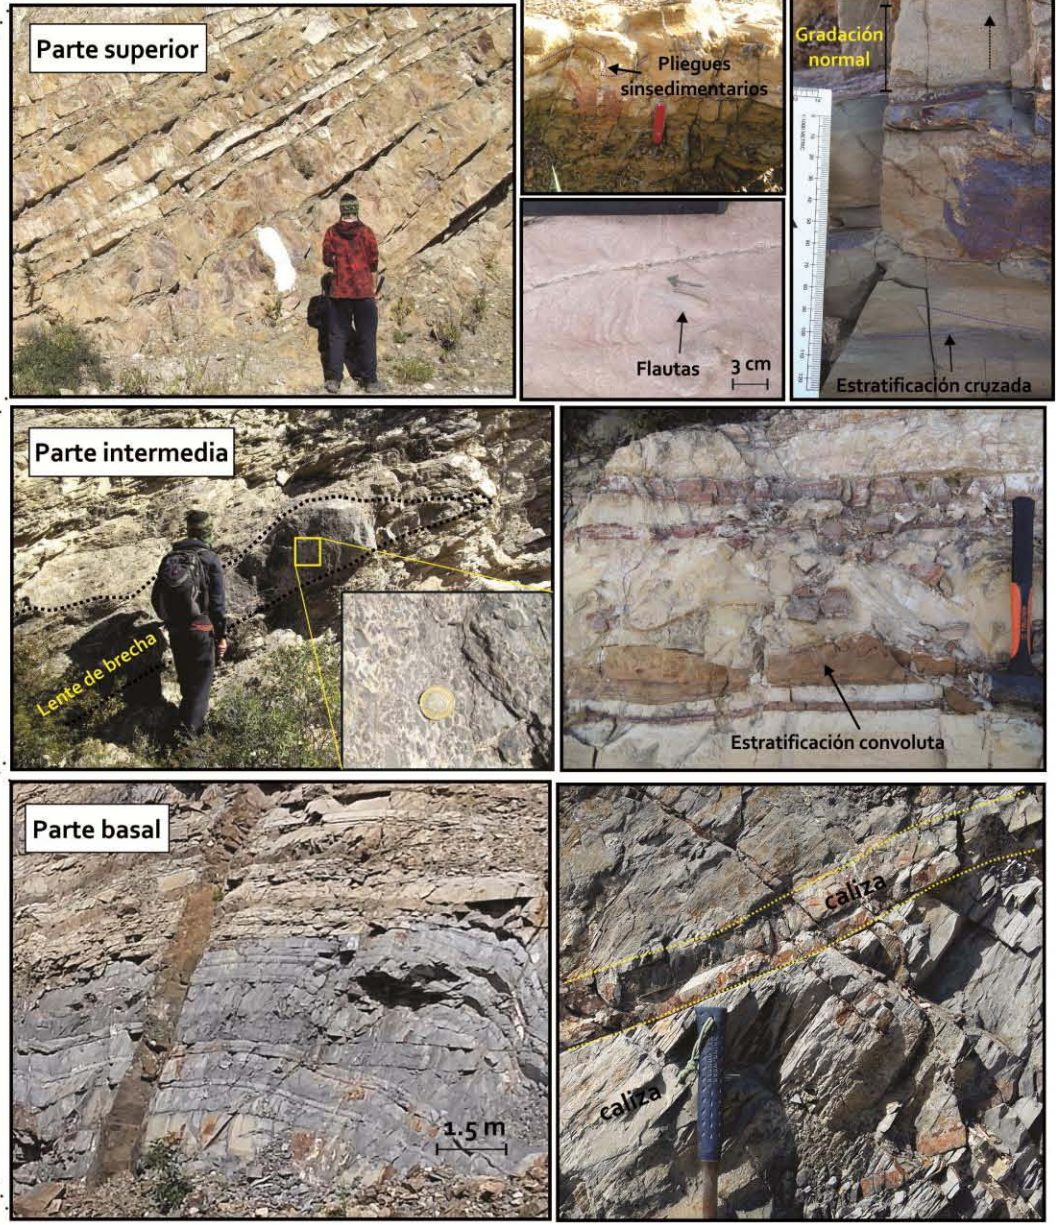 Parte superior
Pliegues
sinsedimentarios
Gradación
normal
Flautas
3 cm
Estratificación cruzada
Parte intermedia
Lente de brecha
Estratificación convoluta
Parte basal
1.5 m
caliza
caliza